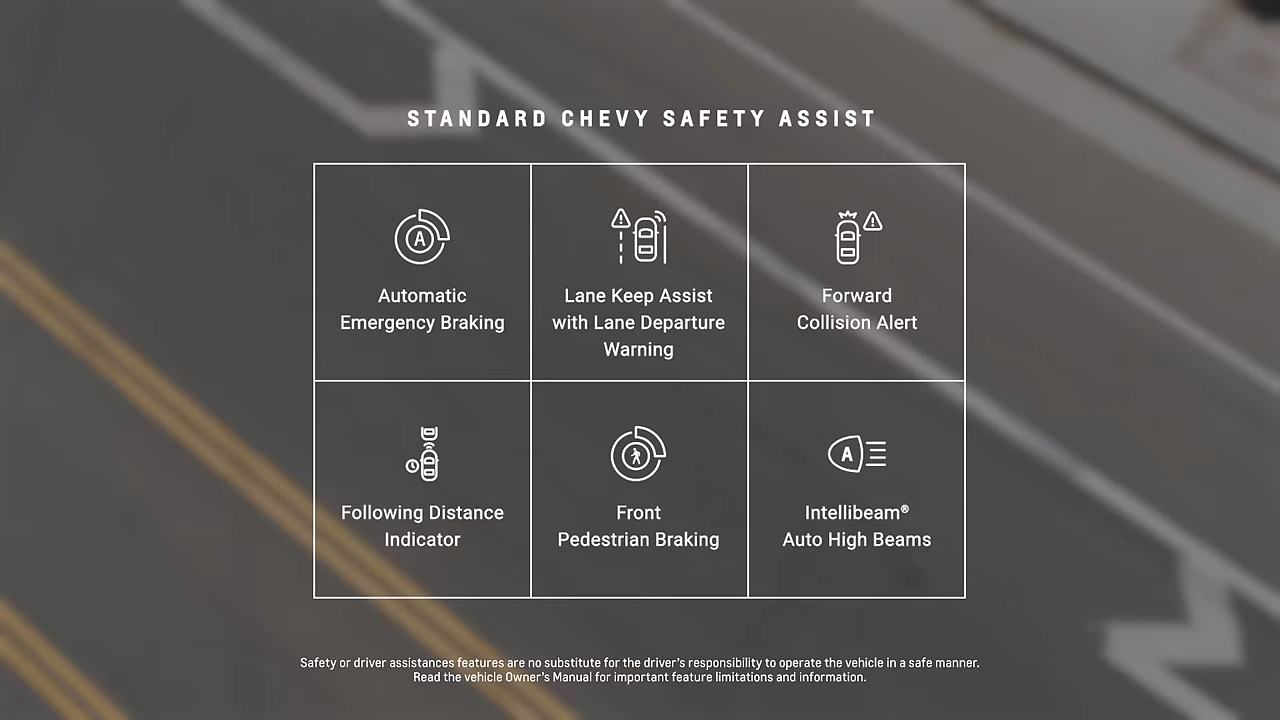 STANDARD CHEVY SAFETY ASSIST
A
Automatic
Emergency Braking
Lane Keep Assist
with Lane Departure
Warning
Forward
Collision Alert
Following Distance
Indicator
Front
Pedestrian Braking
A
Intellibeam®
Auto High Beams
Safety or driver assistances features are no substitute for the driver's responsibility to operate the vehicle in a safe manner.
Read the vehicle Owner's Manual for important feature limitations and information.